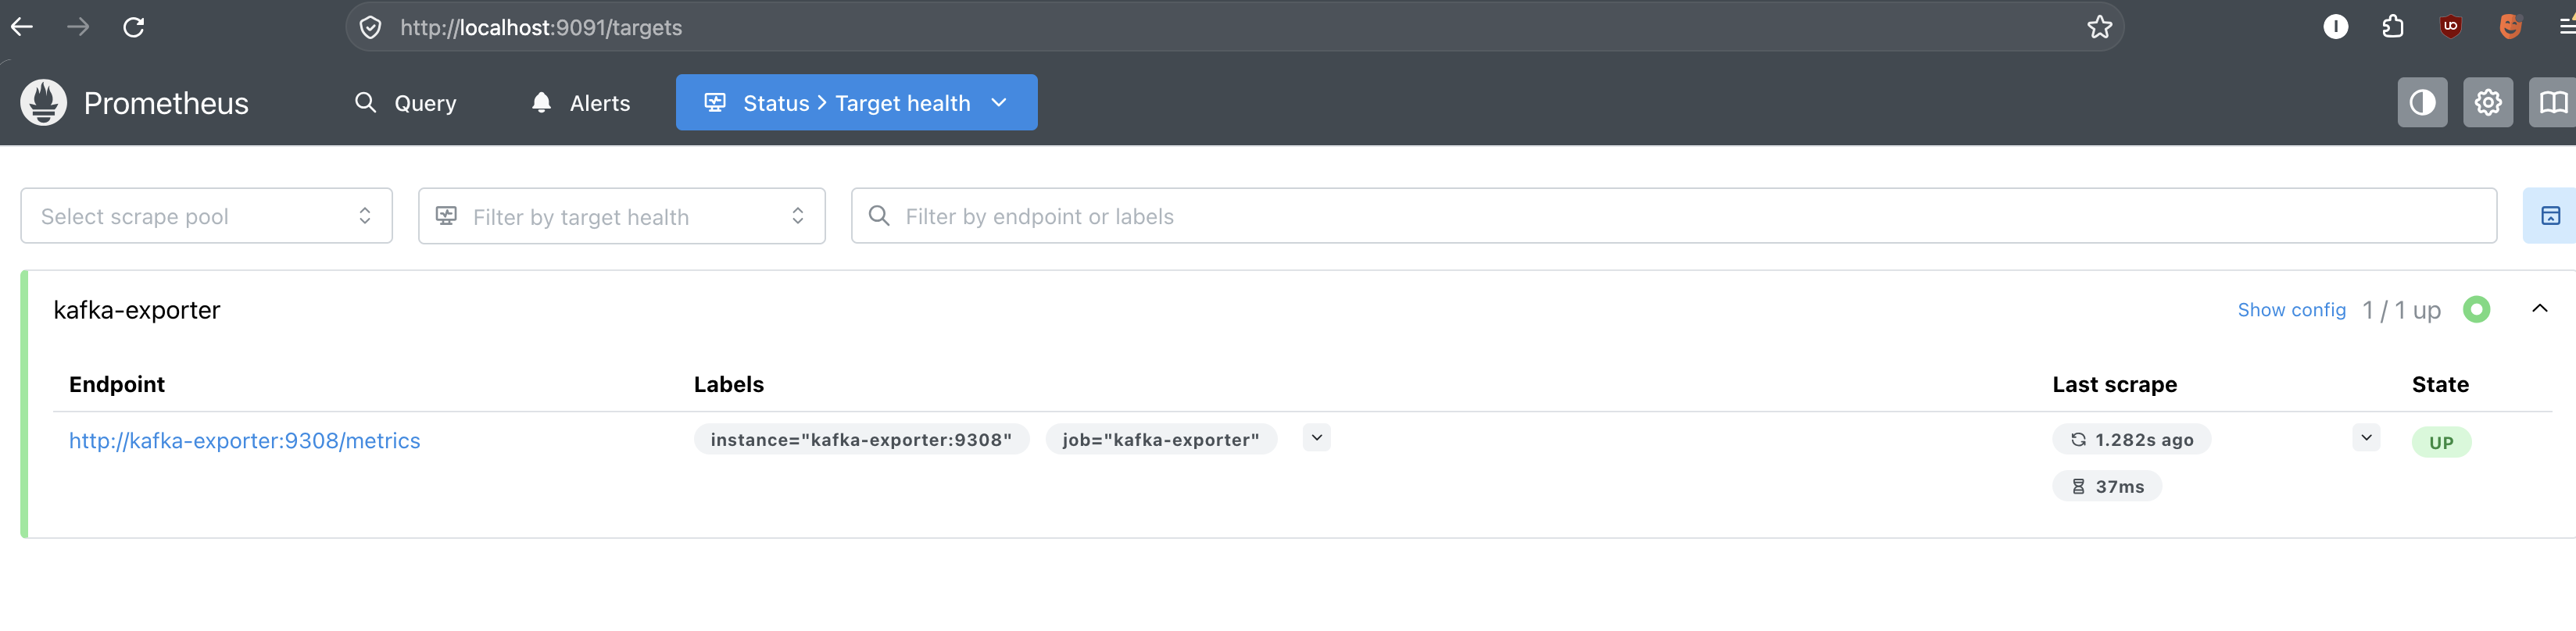 http://localhost:9091/targets
Prometheus Query Alerts Status > Target health
Select scrape pool Filter by target health Filter by endpoint or labels
kafka-exporter Show config 1 / 1 up
Endpoint Labels Last scrape State
http://kafka-exporter:9308/metrics instance="kafka-exporter:9308" job="kafka-exporter" 1.282s ago UP
37ms